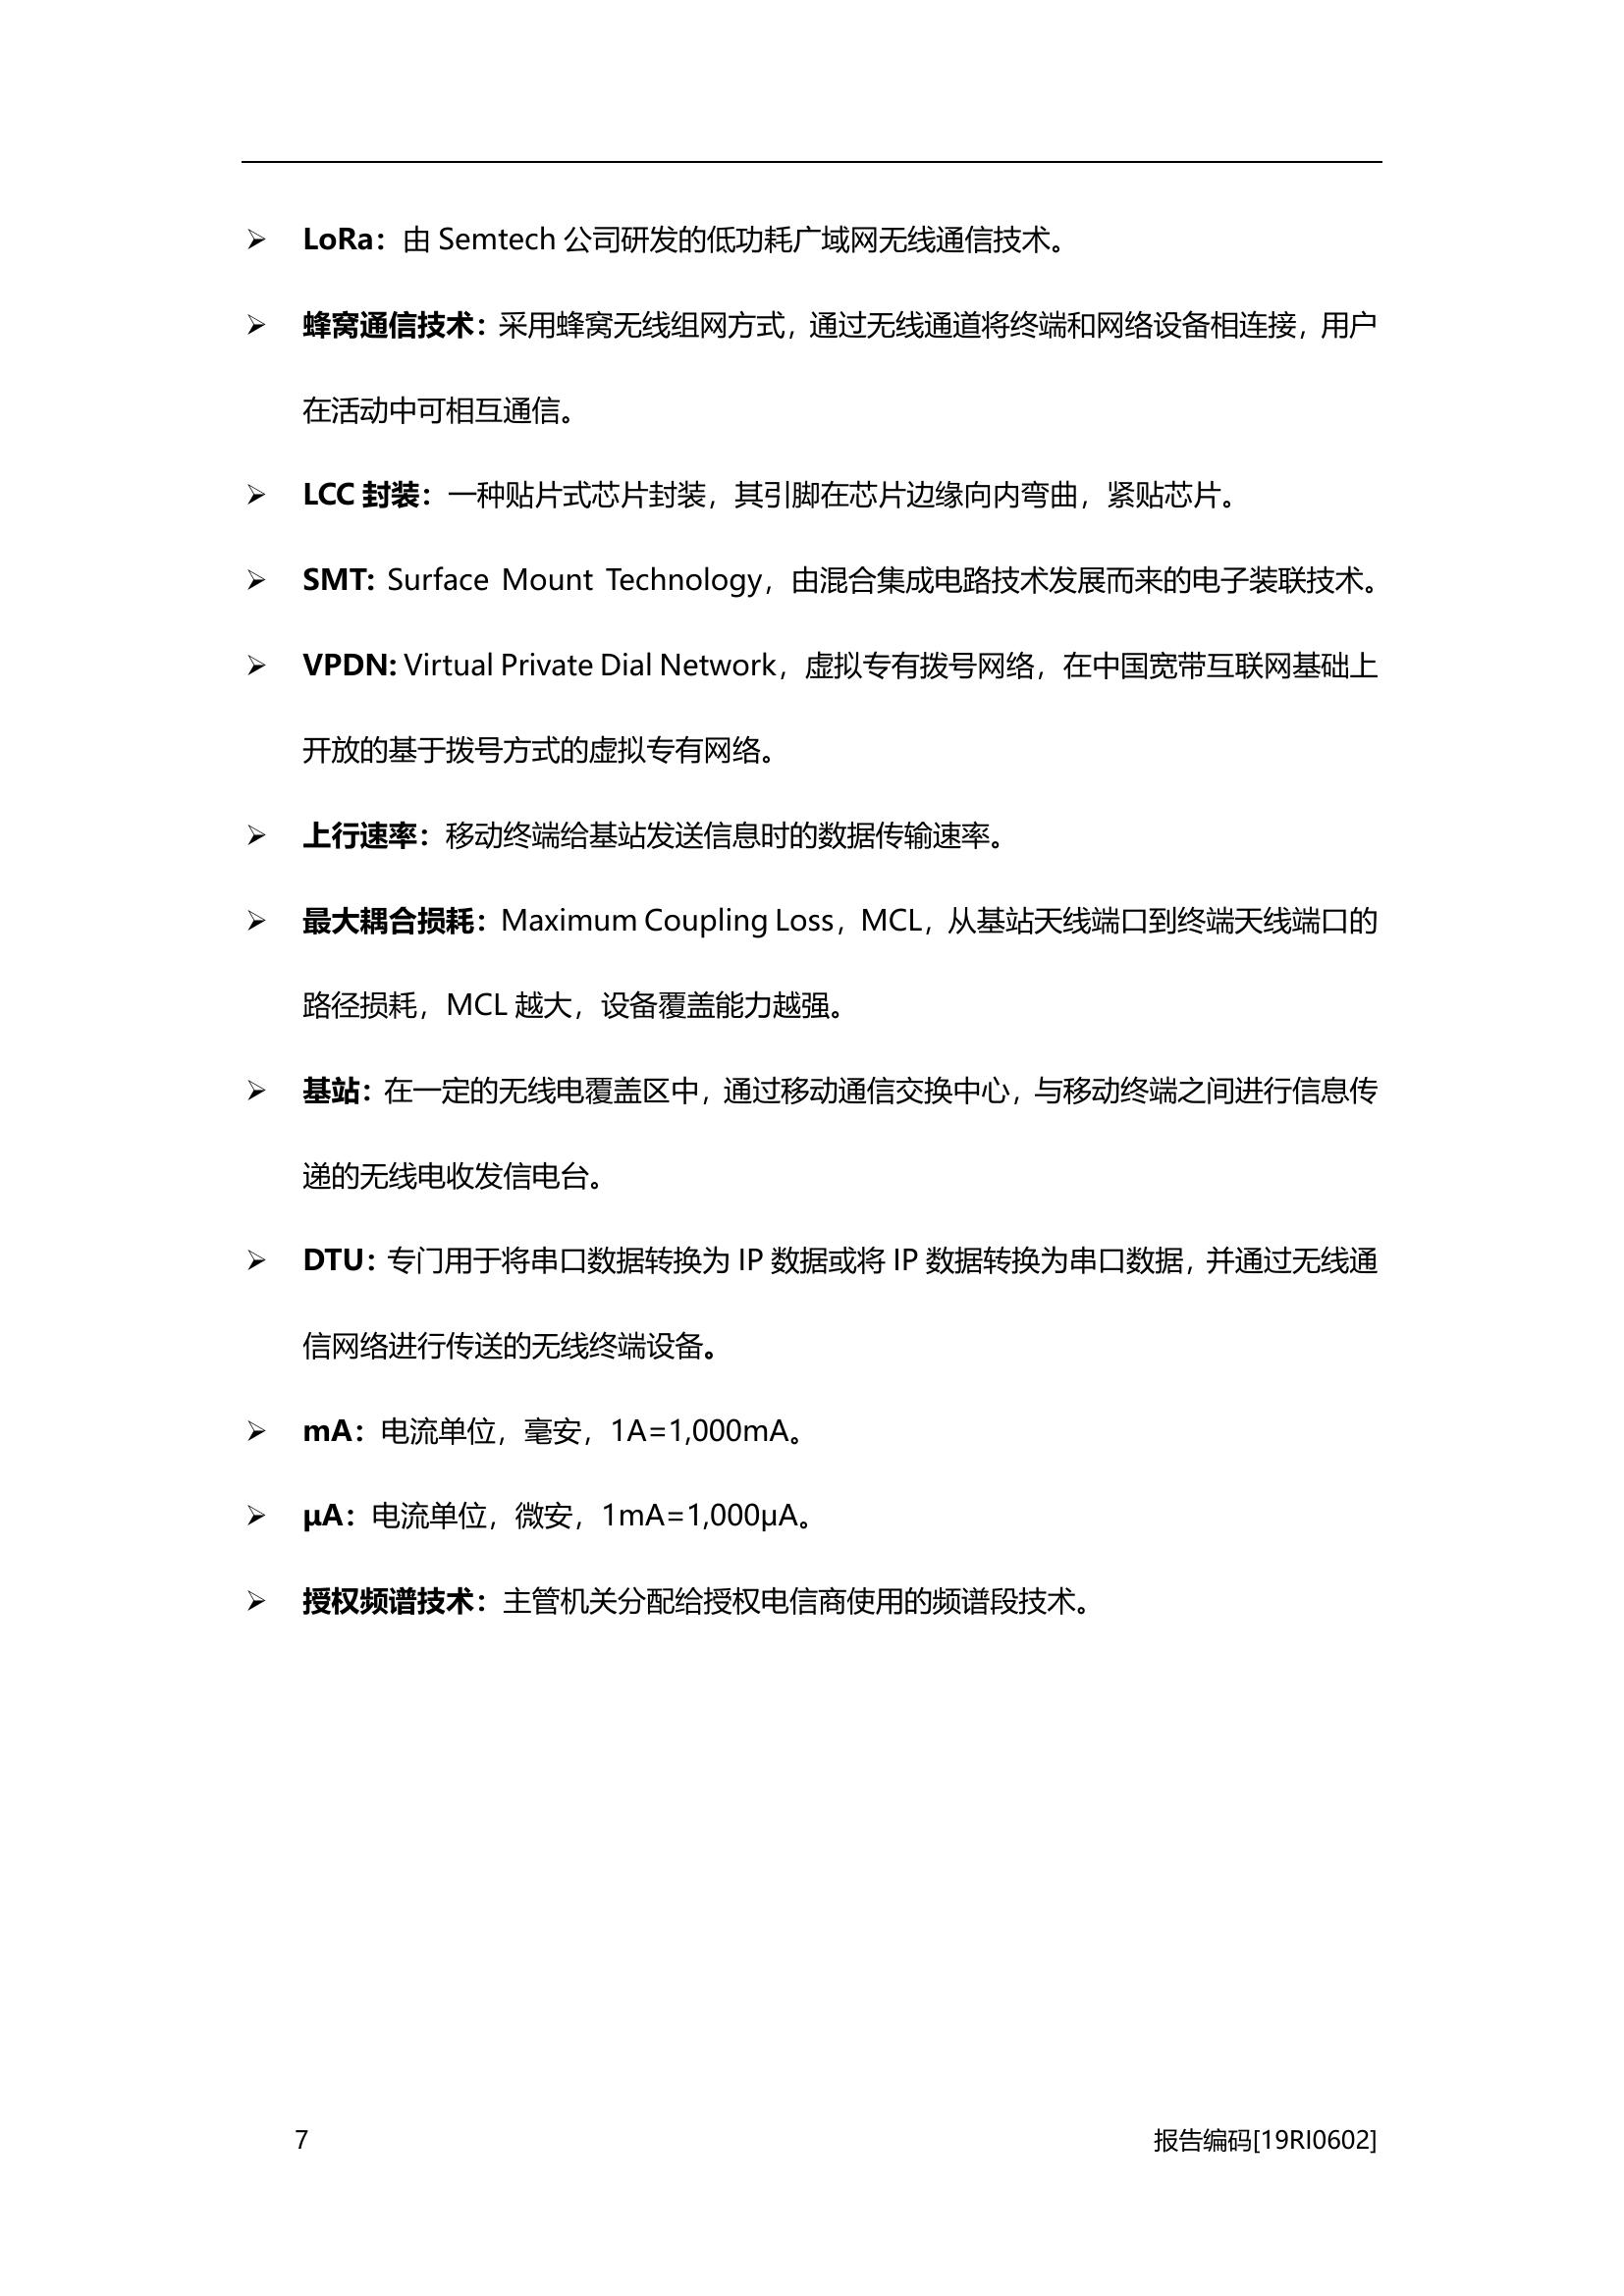 ➢ LoRa：由 Semtech 公司研发的低功耗广域网无线通信技术。
➢ 蜂窝通信技术：采用蜂窝无线组网方式，通过无线通道将终端和网络设备相连接，用户
在活动中可相互通信。
➢ LCC 封装：一种贴片式芯片封装，其引脚在芯片边缘向内弯曲，紧贴芯片。
➢ SMT: Surface Mount Technology，由混合集成电路技术发展而来的电子装联技术。
➢ VPDN: Virtual Private Dial Network，虚拟专有拨号网络，在中国宽带互联网基础上
开放的基于拨号方式的虚拟专有网络。
➢ 上行速率：移动终端给基站发送信息时的数据传输速率。
➢ 最大耦合损耗：Maximum Coupling Loss，MCL，从基站天线端口到终端天线端口的
路径损耗，MCL 越大，设备覆盖能力越强。
➢ 基站：在一定的无线电覆盖区中，通过移动通信交换中心，与移动终端之间进行信息传
递的无线电收发信电台。
➢ DTU：专门用于将串口数据转换为 IP 数据或将 IP 数据转换为串口数据，并通过无线通
信网络进行传送的无线终端设备。
➢ mA：电流单位，毫安，1A=1,000mA。
➢ μA：电流单位，微安，1mA=1,000μA。
➢ 授权频谱技术：主管机关分配给授权电信商使用的频谱段技术。
7 报告编码[19RI0602]